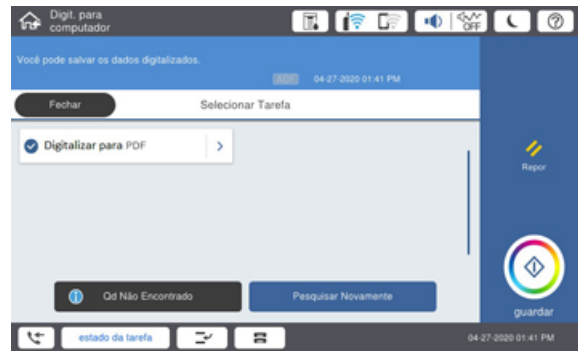 Digit. para
computador
OFF
Você pode salvar os dados digitalizados.
ADF 04-27-2020 01:41 PM
Fechar
Selecionar Tarefa
Digitalizar para PDF
Repor
Qd Não Encontrado
Pesquisar Novamente
guardar
estado da tarefa
04-27-2020 01:41 PM